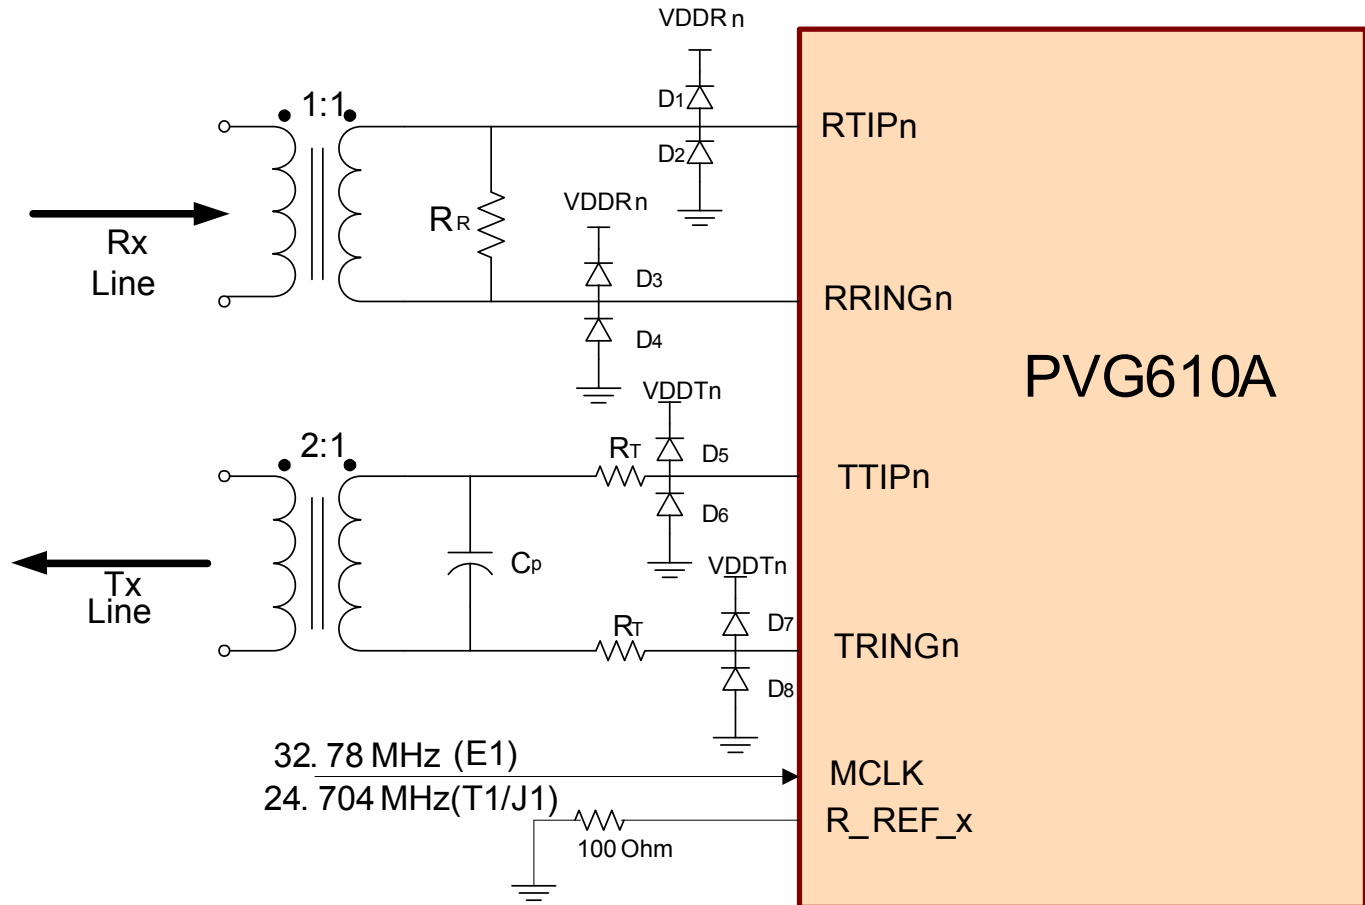 VDDRn
1:1
D1
RTIPn
D2
VDDRn
RR
Rx
Line
D3
RRINGn
D4
PVG610A
VDDTn
2:1
RT
D5
TTIPn
D6
Cp
VDDTn
Tx
Line
RT
D7
TRINGn
D8
32.78 MHz (E1)
MCLK
24.704 MHz(T1/J1)
R_REF_x
100 Ohm